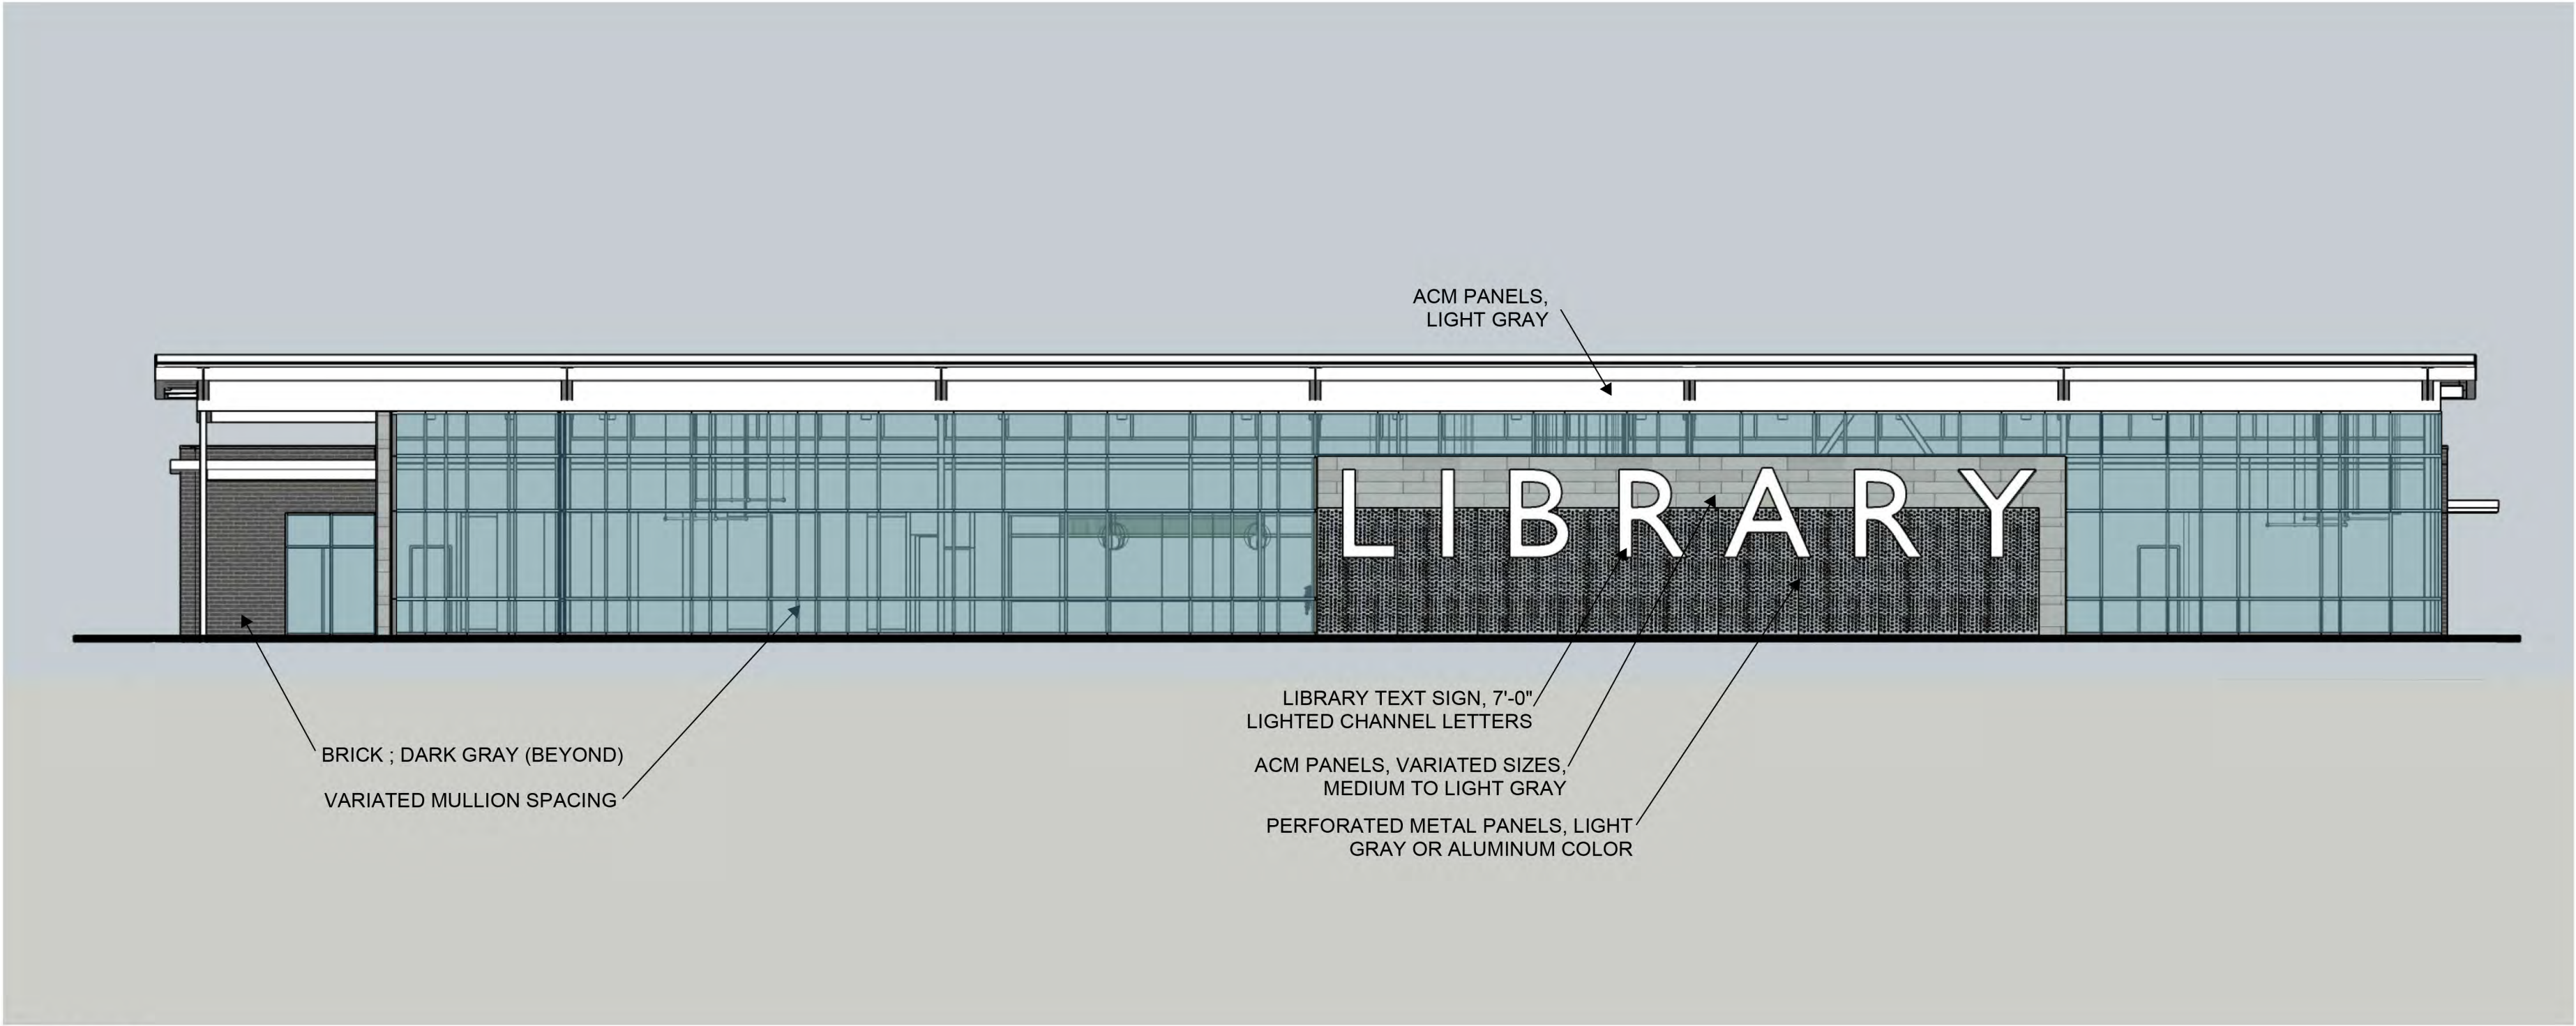 ACM PANELS,
LIGHT GRAY
LIBRARY
LIBRARY TEXT SIGN, 7'-0"
LIGHTED CHANNEL LETTERS
BRICK ; DARK GRAY (BEYOND)
VARIATED MULLION SPACING
ACM PANELS, VARIATED SIZES,
MEDIUM TO LIGHT GRAY
PERFORATED METAL PANELS, LIGHT
GRAY OR ALUMINUM COLOR